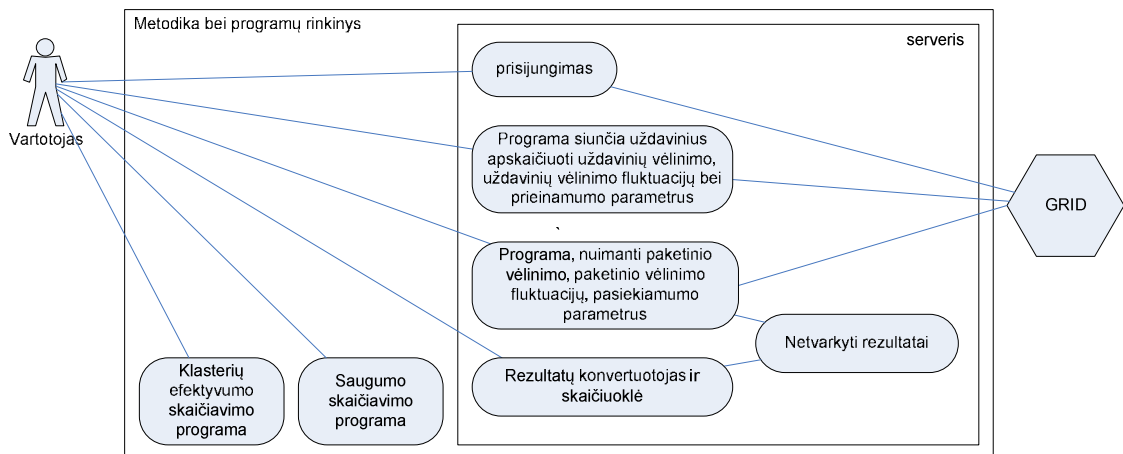 Metodika bei programų rinkinys
serveris
prisijungimas
Vartotojas
Programa siunčia uždavinius
apskaičiuoti uždavinių vėlinimo,
uždavinių vėlinimo fluktuacijų bei
prieinamumo parametrus
GRID
Programa, nuimanti paketinio
vėlinimo, paketinio vėlinimo
fluktuacijų, pasiekiamumo
parametrus
Netvarkyti rezultatai
Klasterių
efektyvumo
skaičiavimo
programa
Saugumo
skaičiavimo
programa
Rezultatų konvertuotojas ir
skaičiuoklė